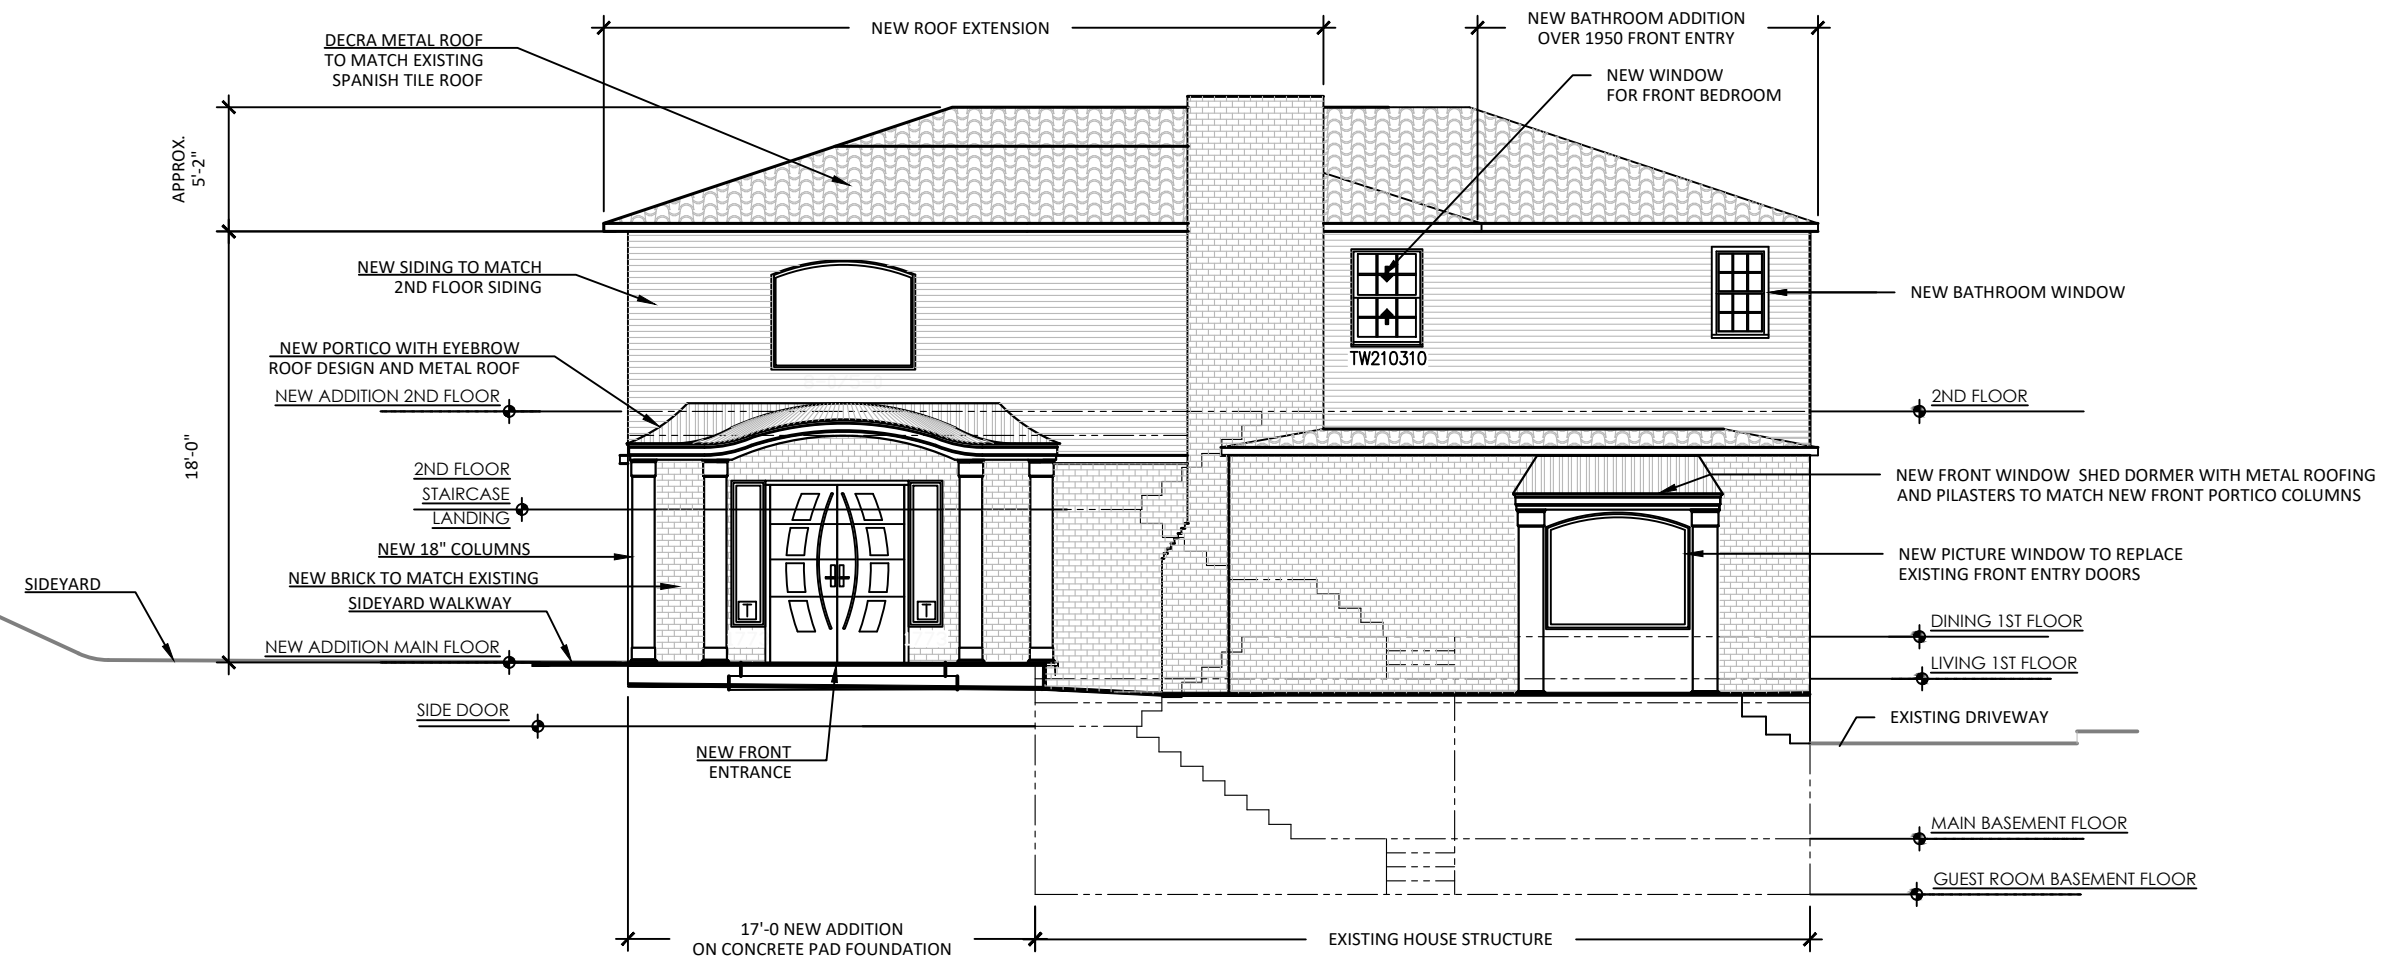 NEW ROOF EXTENSION
NEW BATHROOM ADDITION
OVER 1950 FRONT ENTRY
DECRA METAL ROOF
TO MATCH EXISTING
SPANISH TILE ROOF
NEW WINDOW
FOR FRONT BEDROOM
APPROX.
5'-2"
NEW SIDING TO MATCH
2ND FLOOR SIDING
NEW BATHROOM WINDOW
TW210310
NEW PORTICO WITH EYEBROW
ROOF DESIGN AND METAL ROOF
NEW ADDITION 2ND FLOOR
2ND FLOOR
18'-0"
2ND FLOOR
STAIRCASE
LANDING
NEW FRONT WINDOW SHED DORMER WITH METAL ROOFING
AND PILASTERS TO MATCH NEW FRONT PORTICO COLUMNS
NEW 18" COLUMNS
NEW PICTURE WINDOW TO REPLACE
EXISTING FRONT ENTRY DOORS
NEW BRICK TO MATCH EXISTING
SIDEYARD
SIDEYARD WALKWAY
T
T
DINING 1ST FLOOR
NEW ADDITION MAIN FLOOR
LIVING 1ST FLOOR
SIDE DOOR
EXISTING DRIVEWAY
NEW FRONT
ENTRANCE
MAIN BASEMENT FLOOR
GUEST ROOM BASEMENT FLOOR
17'-0 NEW ADDITION
ON CONCRETE PAD FOUNDATION
EXISTING HOUSE STRUCTURE